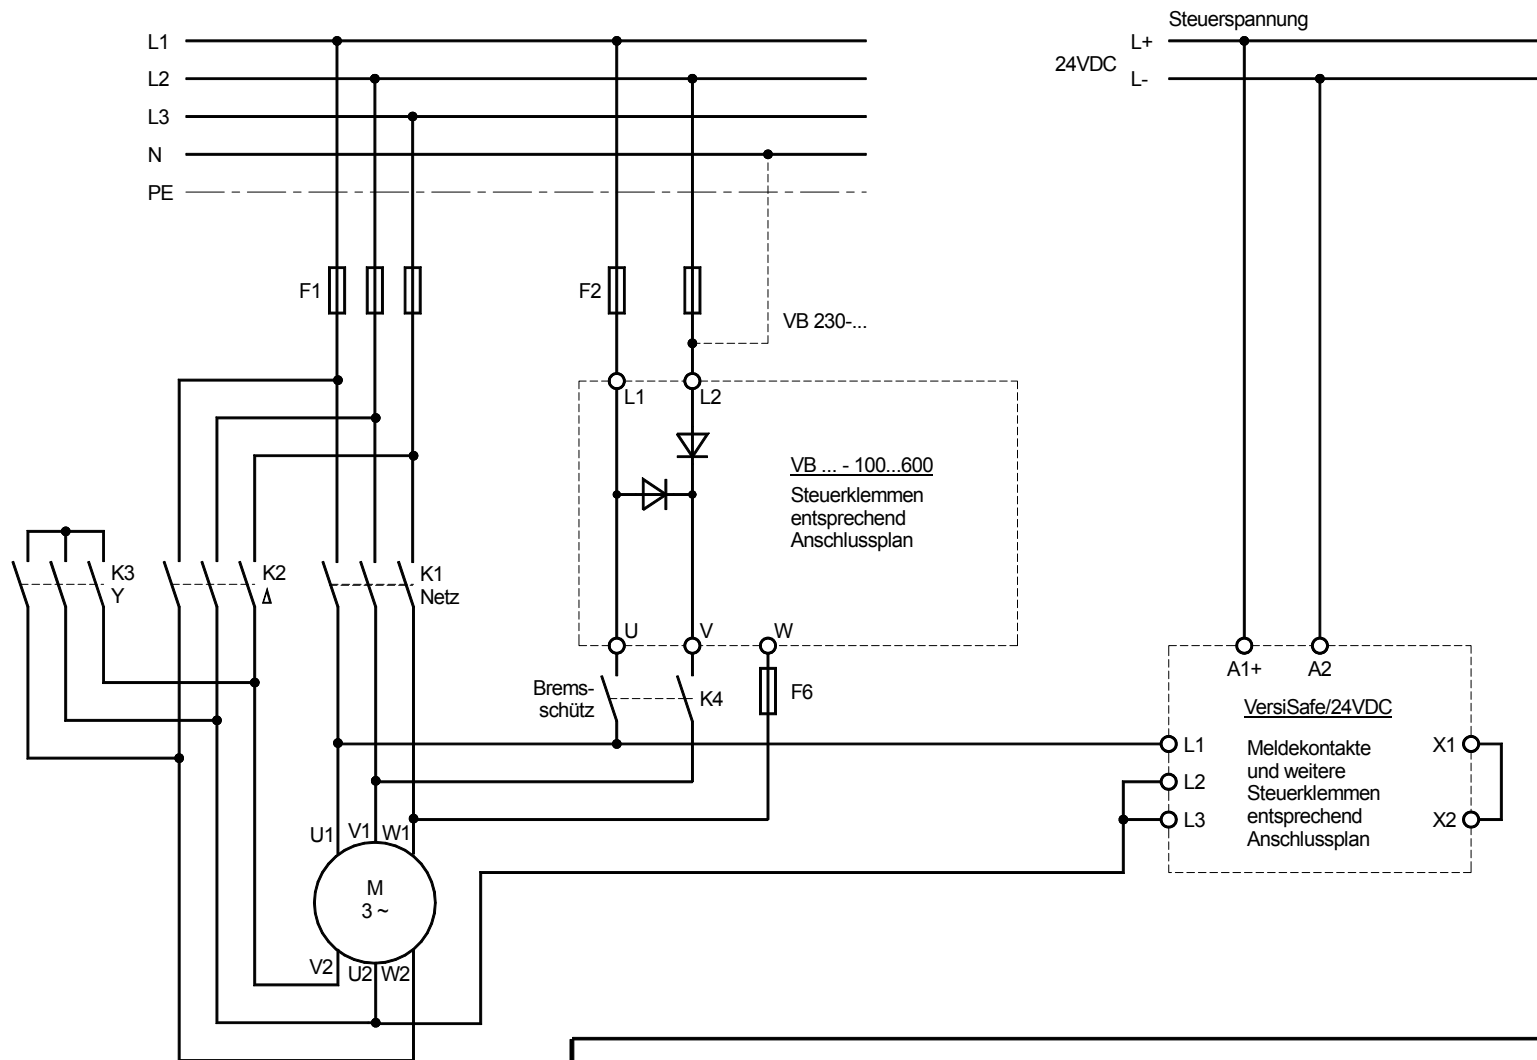 Steuerspannung
L1
L+
24VDC
L2
L-
L3
N
PE
F1
F2
VB 230-...
L1
L2
VB ... - 100...600
Steuerklemmen
entsprechend
Anschlussplan
K3
Y
K2
Δ
K1
Netz
U
V
W
A1+
A2
Brems-
schütz
K4
F6
VersiSafe/24VDC
L1
Meldekontakte
und weitere
Steuerklemmen
entsprechend
Anschlussplan
X1
L2
L3
X2
U1
V1
W1
M
3 ~
V2
U2
W2